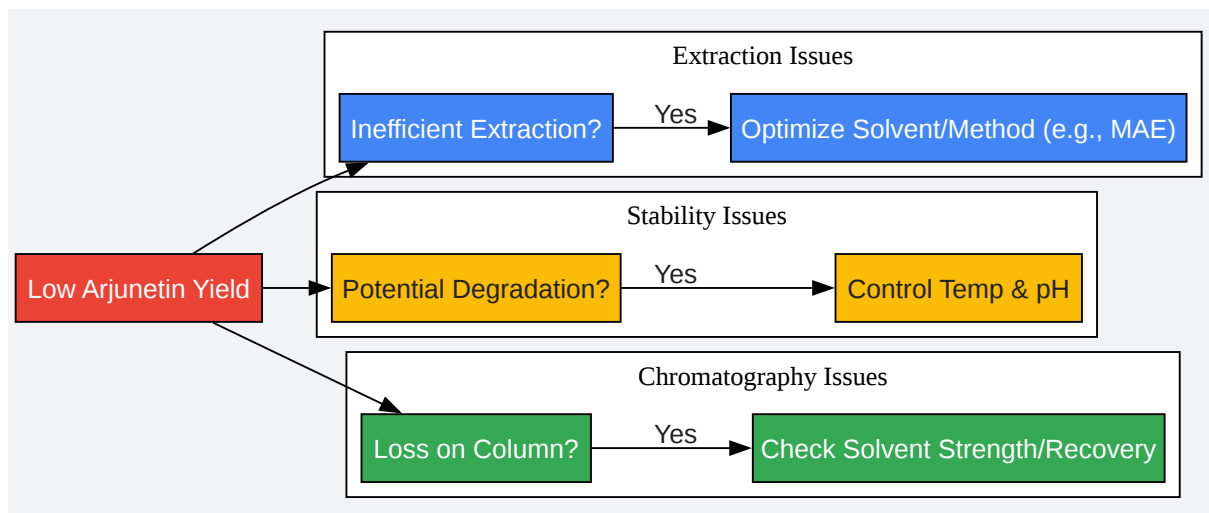 Extraction Issues
Inefficient Extraction?
Yes
Optimize Solvent/Method (e.g., MAE)
Stability Issues
Low Arjunetin Yield
Potential Degradation?
Yes
Control Temp & pH
Chromatography Issues
Loss on Column?
Yes
Check Solvent Strength/Recovery